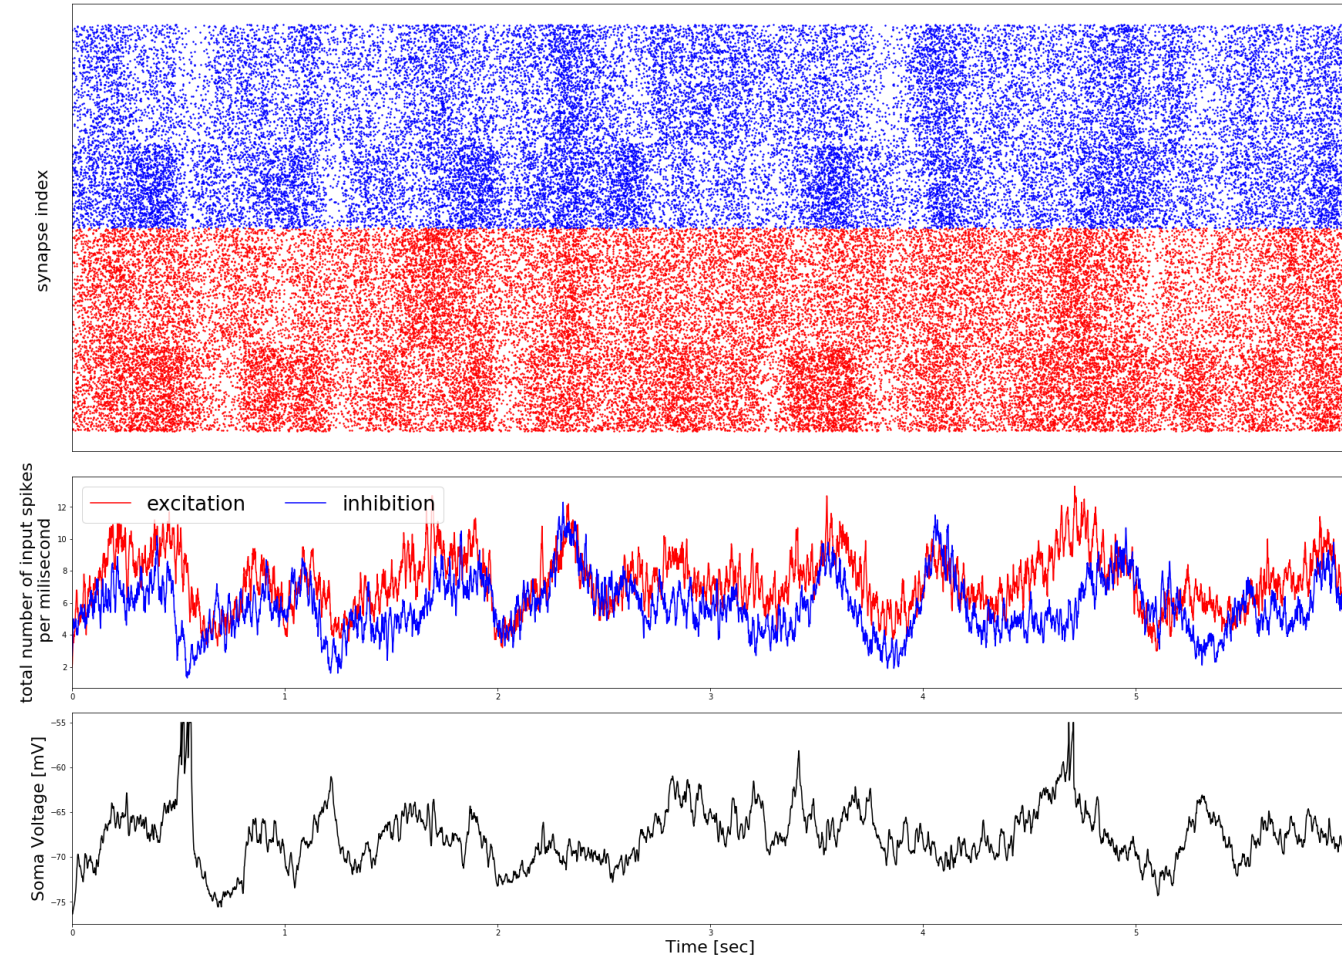 synapse index
total number of input spikes
per milisecond
excitation inhibition
12
10
8
6
4
2
0 1 2 3 4 5
Soma Voltage [mV]
−55
−60
−65
−70
−75
0 1 2 3 4 5
Time [sec]